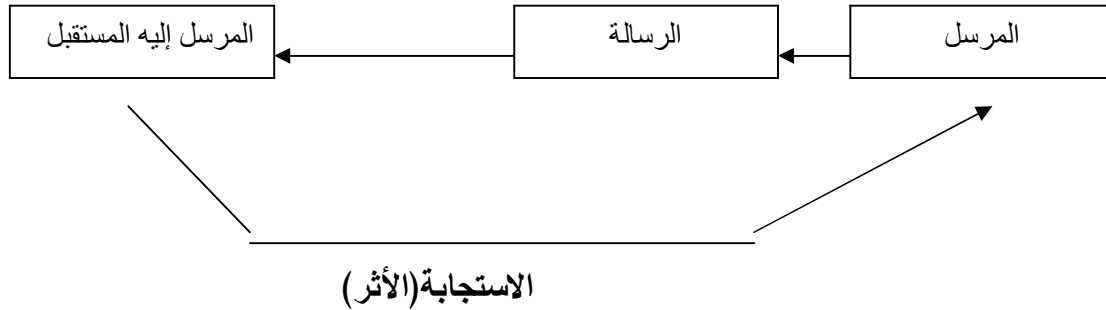 المرسل
الرسالة
المرسل إليه المستقبل
الاستجابة(الأثر)